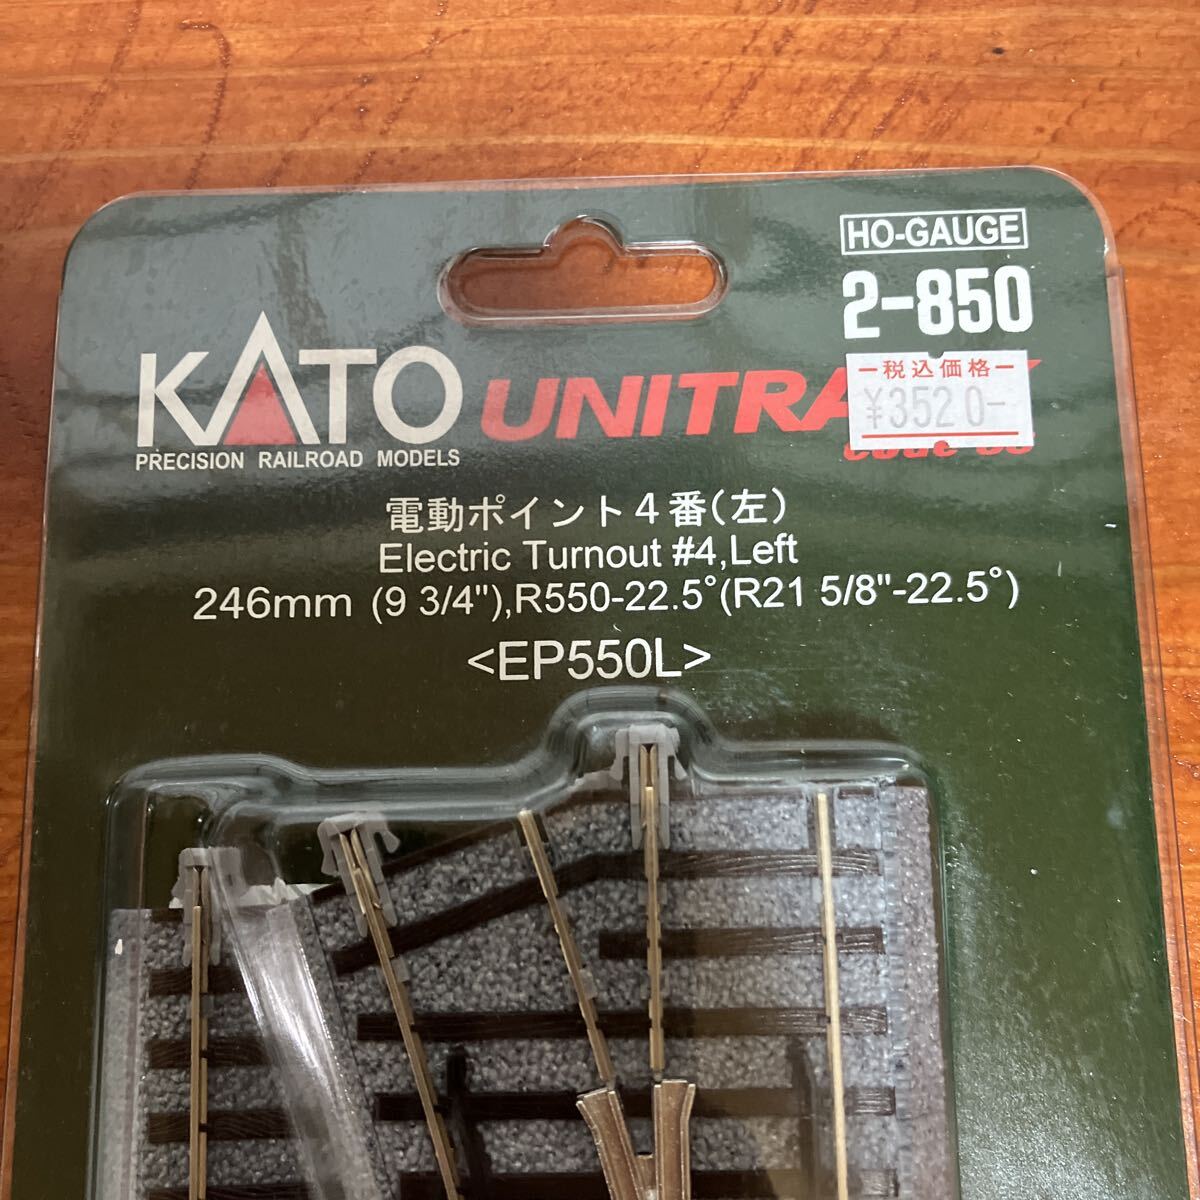 HO-GAUGE
2-850
KATO
PRECISION RAILROAD MODELS
ー税込価格ー
¥3520-
電動ポイント4番(左)
Electric Turnout #4,Left
246mm (9 3/4"),R550-22.5°(R21 5/8"-22.5°)
<EP550L>